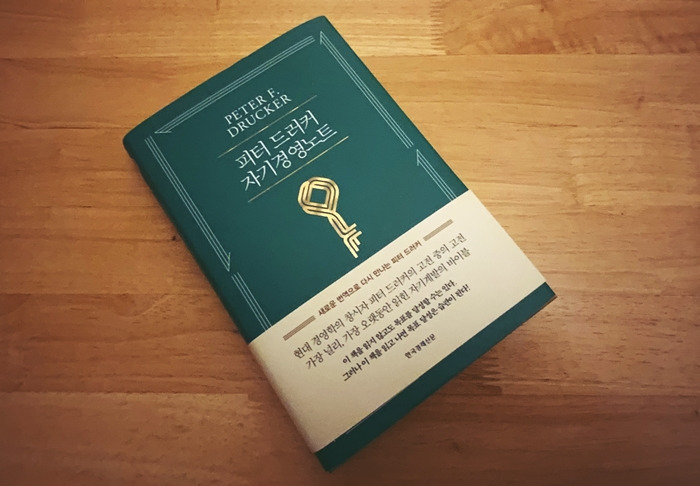 PETER F.
DRUCKER
피터 드러커
자기경영노트
새로운 번역으로 다시 만나는 피터 드러커
현대 경영학의 창시자 피터 드러커의 고전 중의 고전
가장 널리, 가장 오랫동안 읽힌 자기계발의 바이블
이 책을 읽지 않고도 목표를 달성할 수는 있다.
그러나 이 책을 읽고 나면 목표 달성은 습관이 된다!
한국경제신문